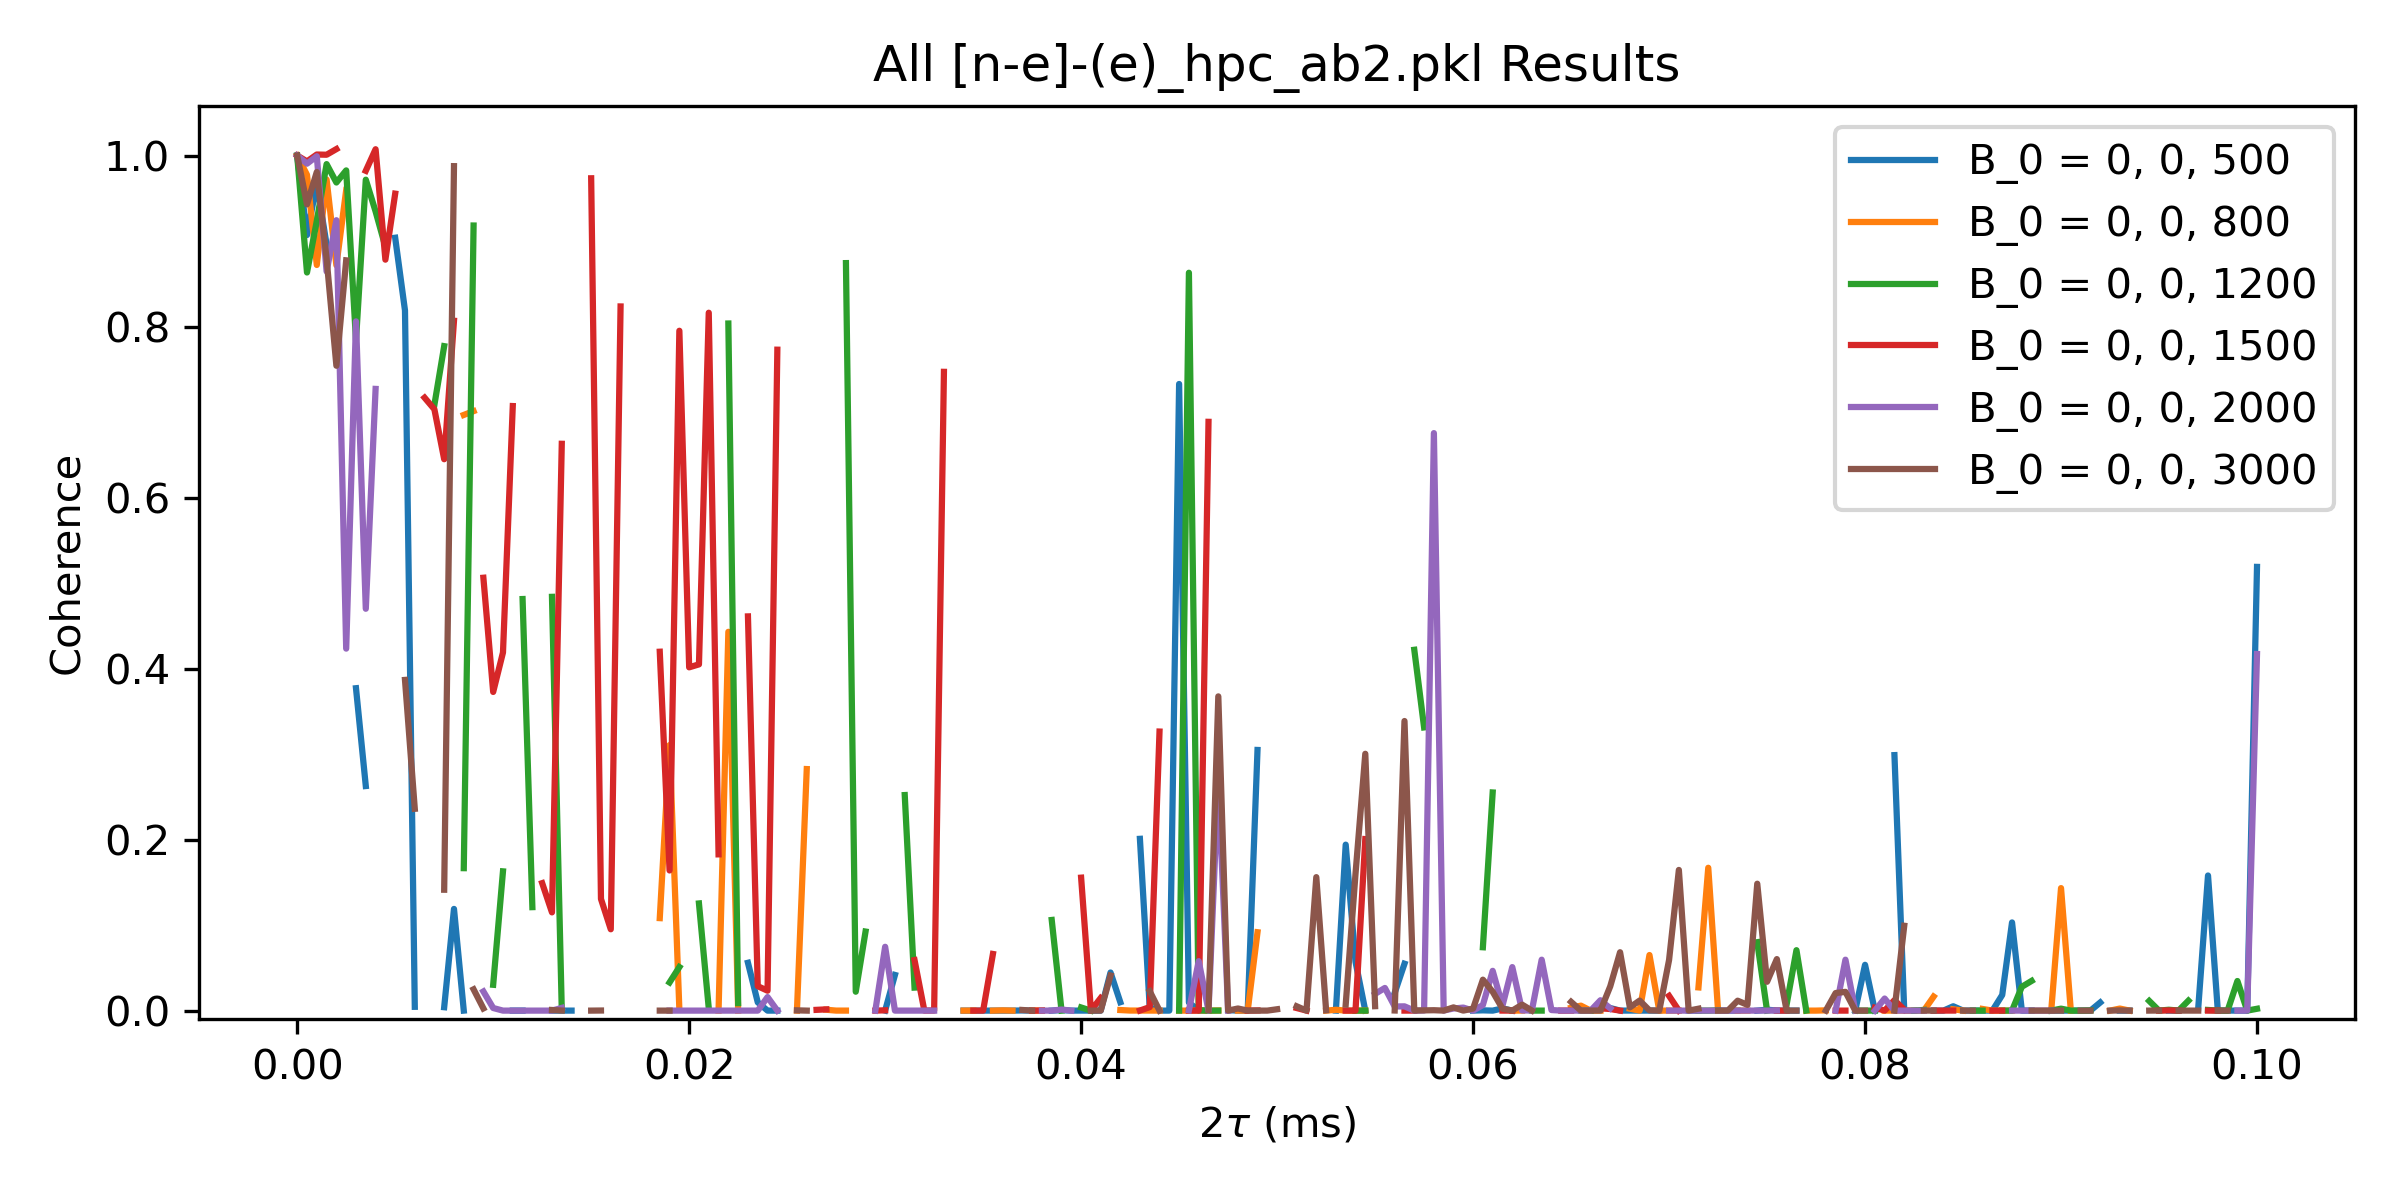 All [n-e]-(e)_hpc_ab2.pkl Results
1.0
0.8
0.6
0.4
0.2
0.0
Coherence
B_0 = 0, 0, 500
B_0 = 0, 0, 800
B_0 = 0, 0, 1200
B_0 = 0, 0, 1500
B_0 = 0, 0, 2000
B_0 = 0, 0, 3000
0.00 0.02 0.04 0.06 0.08 0.10
2τ (ms)